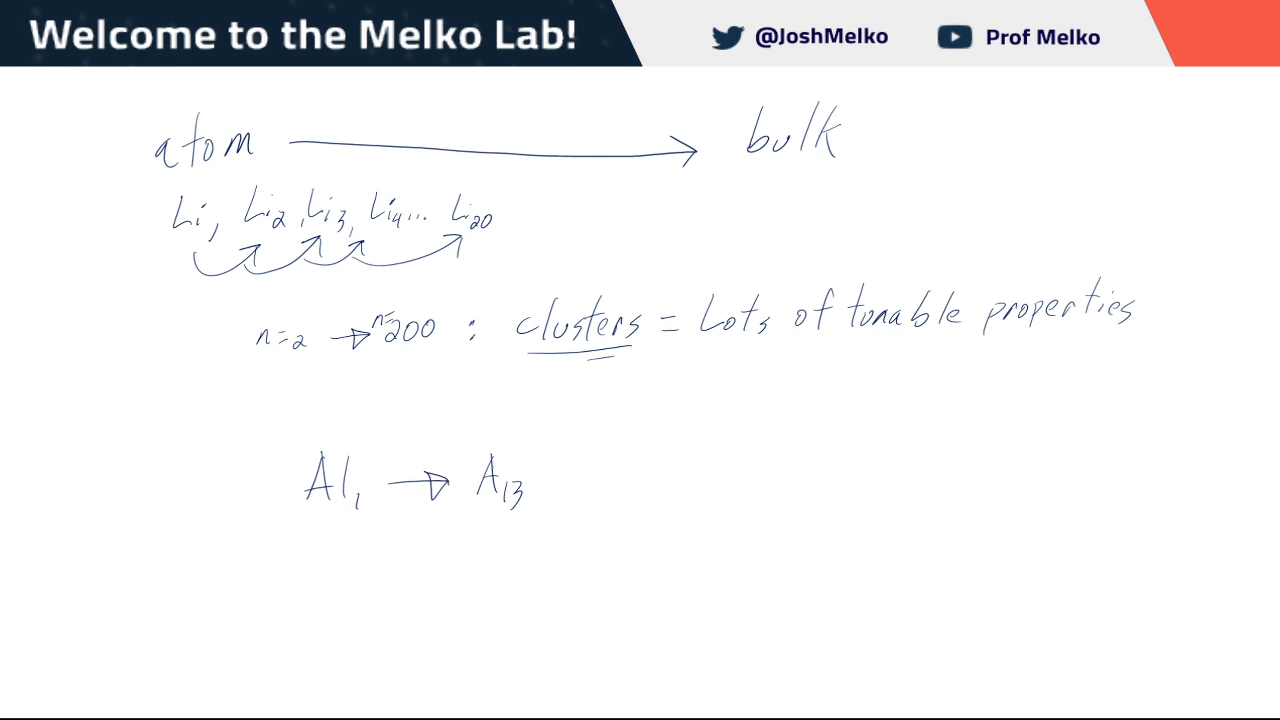 Welcome to the Melko Lab!
@JoshMelko
Prof Melko
atom → bulk
Li, Li₂, Li₃, Li₄... Li₂₀
n=2 → n=200 : clusters = Lots of tunable properties
Al₁ → A₁₃